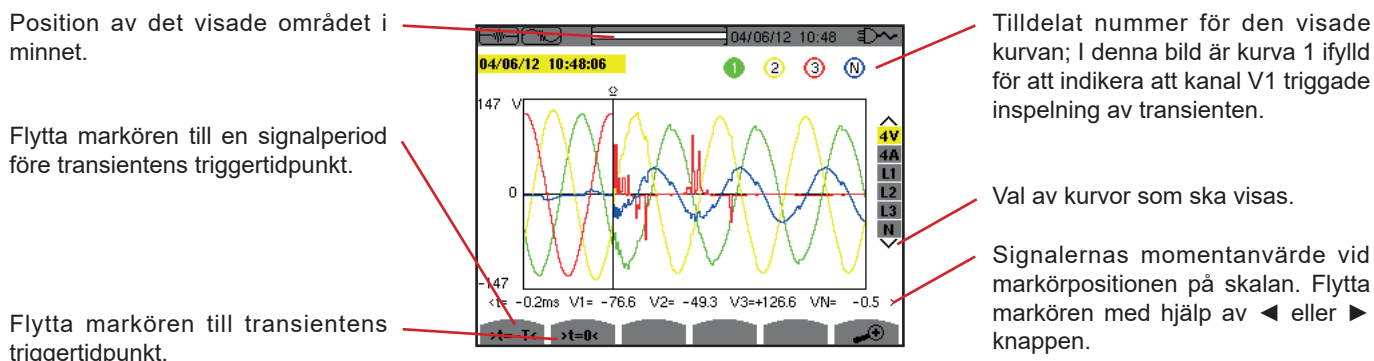 Position av det visade området i
minnet.
Flytta markören till en signalperiod
före transientens triggertidpunkt.
Flytta markören till transientens
triggertidpunkt.
04/06/12 10:48
04/06/12 10:48:06
1 2 3 N
147 V
0
-147
4V
4A
L1
L2
L3
N
<t= -0.2ms V1= -76.6 V2= -49.3 V3=+126.6 VN= -0.5 >
>t=-T< >t=0<
Tilldelat nummer för den visade
kurvan; I denna bild är kurva 1 ifylld
för att indikera att kanal V1 triggade
inspelning av transienten.
Val av kurvor som ska visas.
Signalernas momentanvärde vid
markörpositionen på skalan. Flytta
markören med hjälp av ◄ eller ►
knappen.